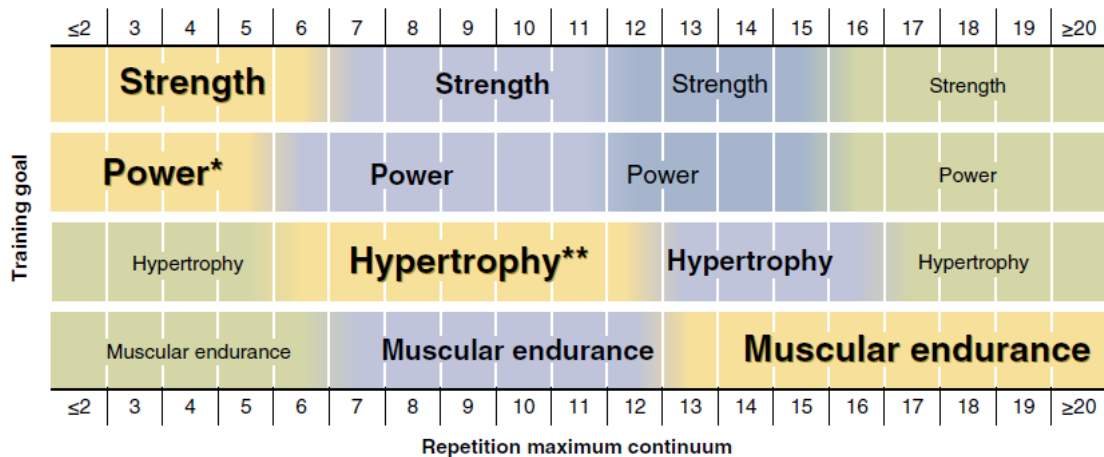 ≤2 3 4 5 6 7 8 9 10 11 12 13 14 15 16 17 18 19 ≥20
Training goal
Strength Strength Strength Strength
Power* Power Power Power
Hypertrophy Hypertrophy** Hypertrophy Hypertrophy
Muscular endurance Muscular endurance Muscular endurance
≤2 3 4 5 6 7 8 9 10 11 12 13 14 15 16 17 18 19 ≥20
Repetition maximum continuum